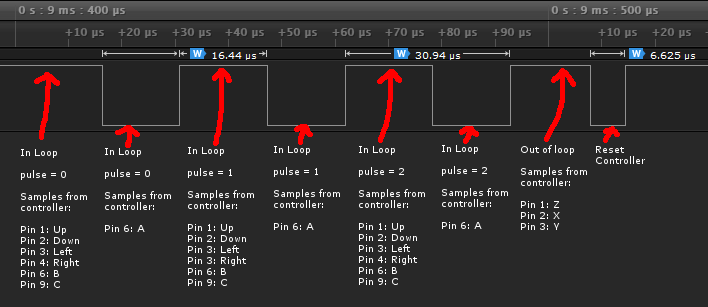 0 s : 9 ms : 400 µs
0 s : 9 ms : 500 µs
+10 µs
+20 µs
+30 µs
+40 µs
+50 µs
+60 µs
+70 µs
+80 µs
+90 µs
+10 µs
+20 µs
W 16.44 µs
W 30.94 µs
W 6.625 µs
In Loop
pulse = 0
Samples from
controller:
Pin 1: Up
Pin 2: Down
Pin 3: Left
Pin 4: Right
Pin 6: B
Pin 9: C
In Loop
pulse = 0
Samples from
controller:
Pin 6: A
In Loop
pulse = 1
Samples from
controller:
Pin 1: Up
Pin 2: Down
Pin 3: Left
Pin 4: Right
Pin 6: B
Pin 9: C
In Loop
pulse = 1
Samples from
controller:
Pin 6: A
In Loop
pulse = 2
Samples from
controller:
Pin 1: Up
Pin 2: Down
Pin 3: Left
Pin 4: Right
Pin 6: B
Pin 9: C
In Loop
pulse = 2
Samples from
controller:
Pin 6: A
Out of loop
Samples from
controller:
Pin 1: Z
Pin 2: X
Pin 3: Y
Reset
Controller